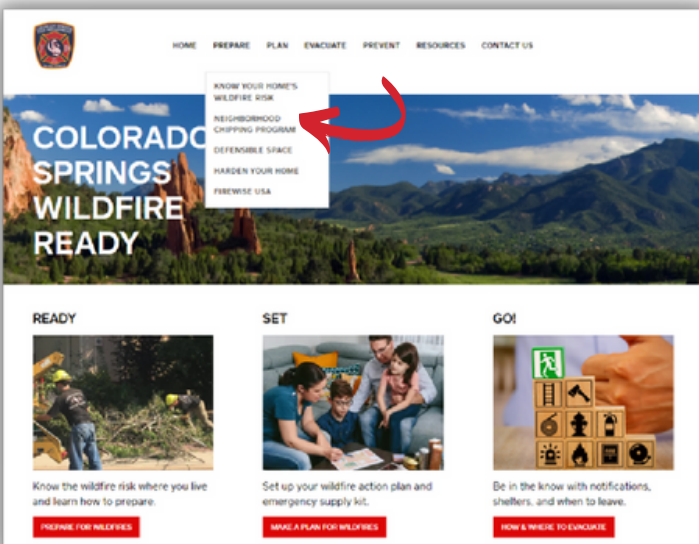 HOME PREPARE PLAN EVACUATE PREVENT RESOURCES CONTACT US
KNOW YOUR HOME'S
WILDFIRE RISK
NEIGHBORHOOD
CHIPPING PROGRAM
DEFENSIBLE SPACE
HARDEN YOUR HOME
FIREWISE USA
COLORADO
SPRINGS
WILDFIRE
READY
READY
Know the wildfire risk where you live
and learn how to prepare.
PREPARE FOR WILDFIRES
SET
Set up your wildfire action plan and
emergency supply kit.
MAKE A PLAN FOR WILDFIRES
GO!
Be in the know with notifications,
shelters, and when to leave.
HOW & WHERE TO EVACUATE